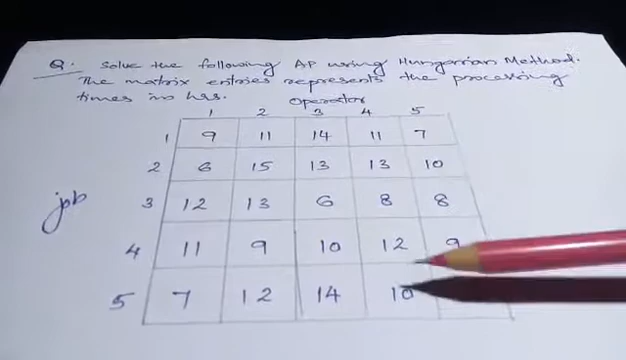 Q. Solve the following AP using Hungarian Method.
The matrix entries represents the processing
times in hrs.
Operator
1 2 3 4 5
1 9 11 14 11 7
2 6 15 13 13 10
job 3 12 13 6 8 8
4 11 9 10 12 9
5 7 12 14 10